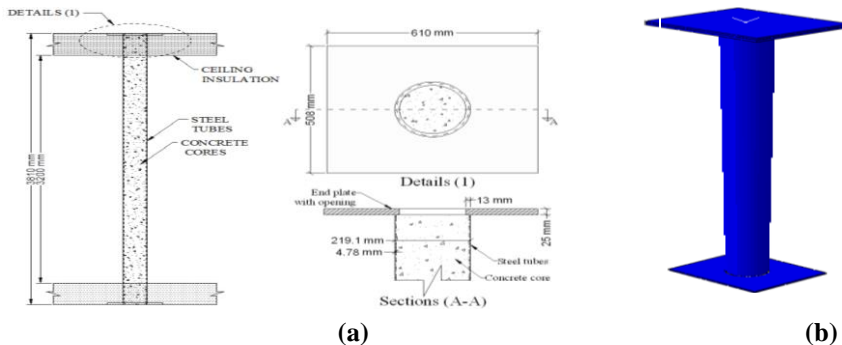 DETAILS (1)
CEILING
INSULATION
STEEL
TUBES
CONCRETE
CORES
3810 mm
3200 mm
610 mm
508 mm
A
A
Details (1)
End plate
with opening
13 mm
25 mm
219.1 mm
4.78 mm
Steel tubes
Concrete core
Sections (A-A)
(a)
(b)